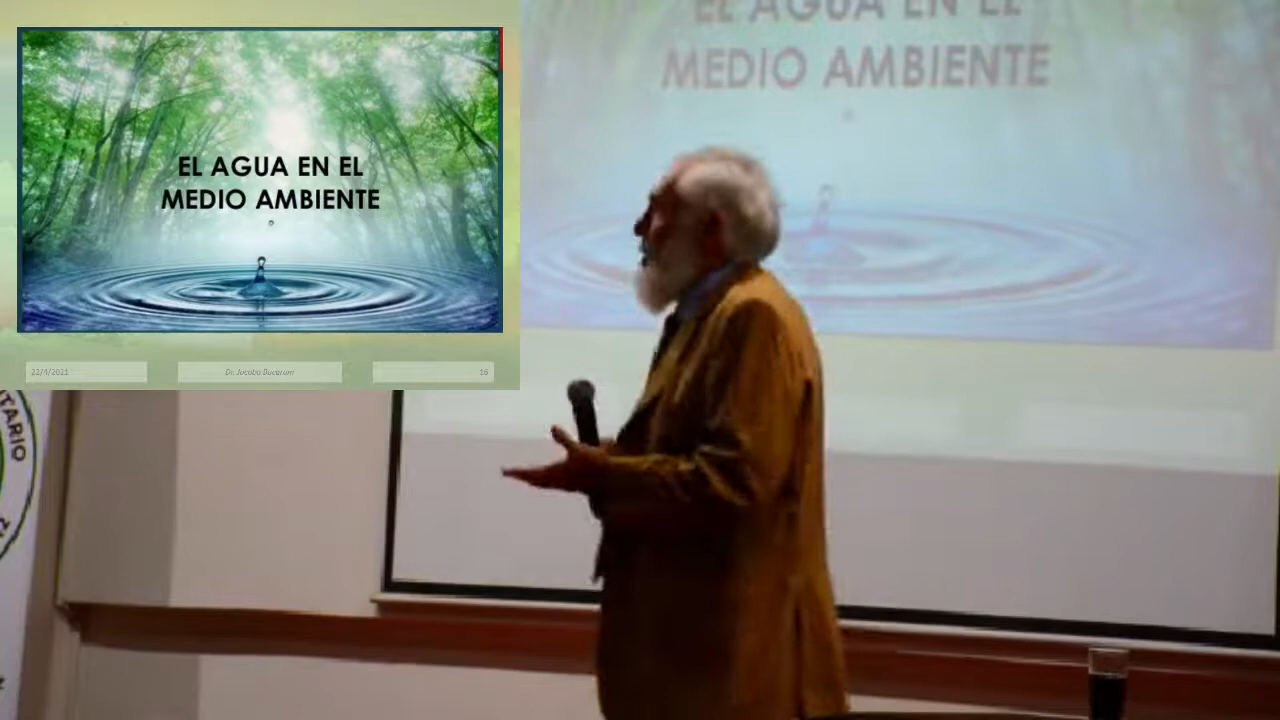 EL AGUA EN EL
MEDIO AMBIENTE
22/4/2021
Dr. Jacobo Bucaram
16
EL AGUA EN EL
MEDIO AMBIENTE
TARIO